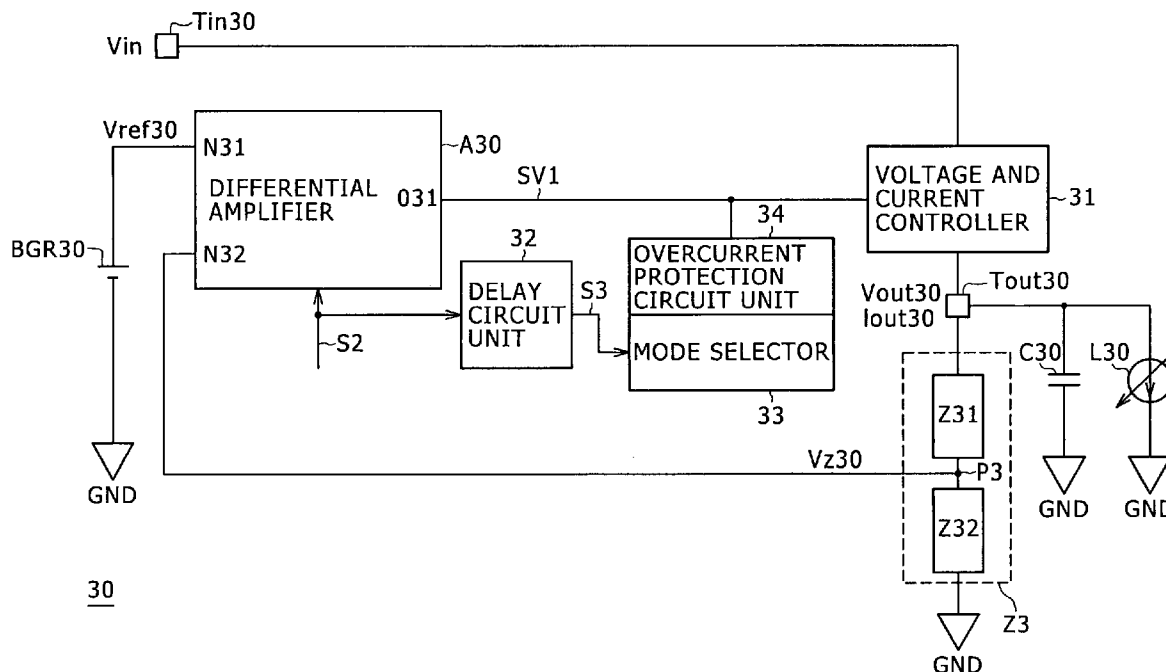 Tin30
Vin
Vref30
N31
A30
DIFFERENTIAL
AMPLIFIER
O31
SV1
VOLTAGE AND
CURRENT
CONTROLLER
31
BGR30
N32
32
34
DELAY
CIRCUIT
UNIT
S3
OVERCURRENT
PROTECTION
CIRCUIT UNIT
MODE SELECTOR
33
S2
Tout30
Vout30
Iout30
C30
L30
Z31
Vz30
P3
Z32
GND
GND
GND
30
Z3
GND